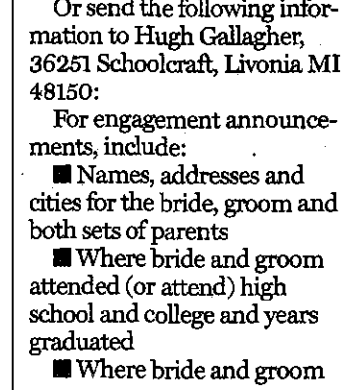 Or send the following infor-
mation to Hugh Gallagher,
36251 Schoolcraft, Livonia MI
48150:
For engagement announce-
ments, include:
■ Names, addresses and
cities for the bride, groom and
both sets of parents
■ Where bride and groom
attended (or attend) high
school and college and years
graduated
■ Where bride and groom